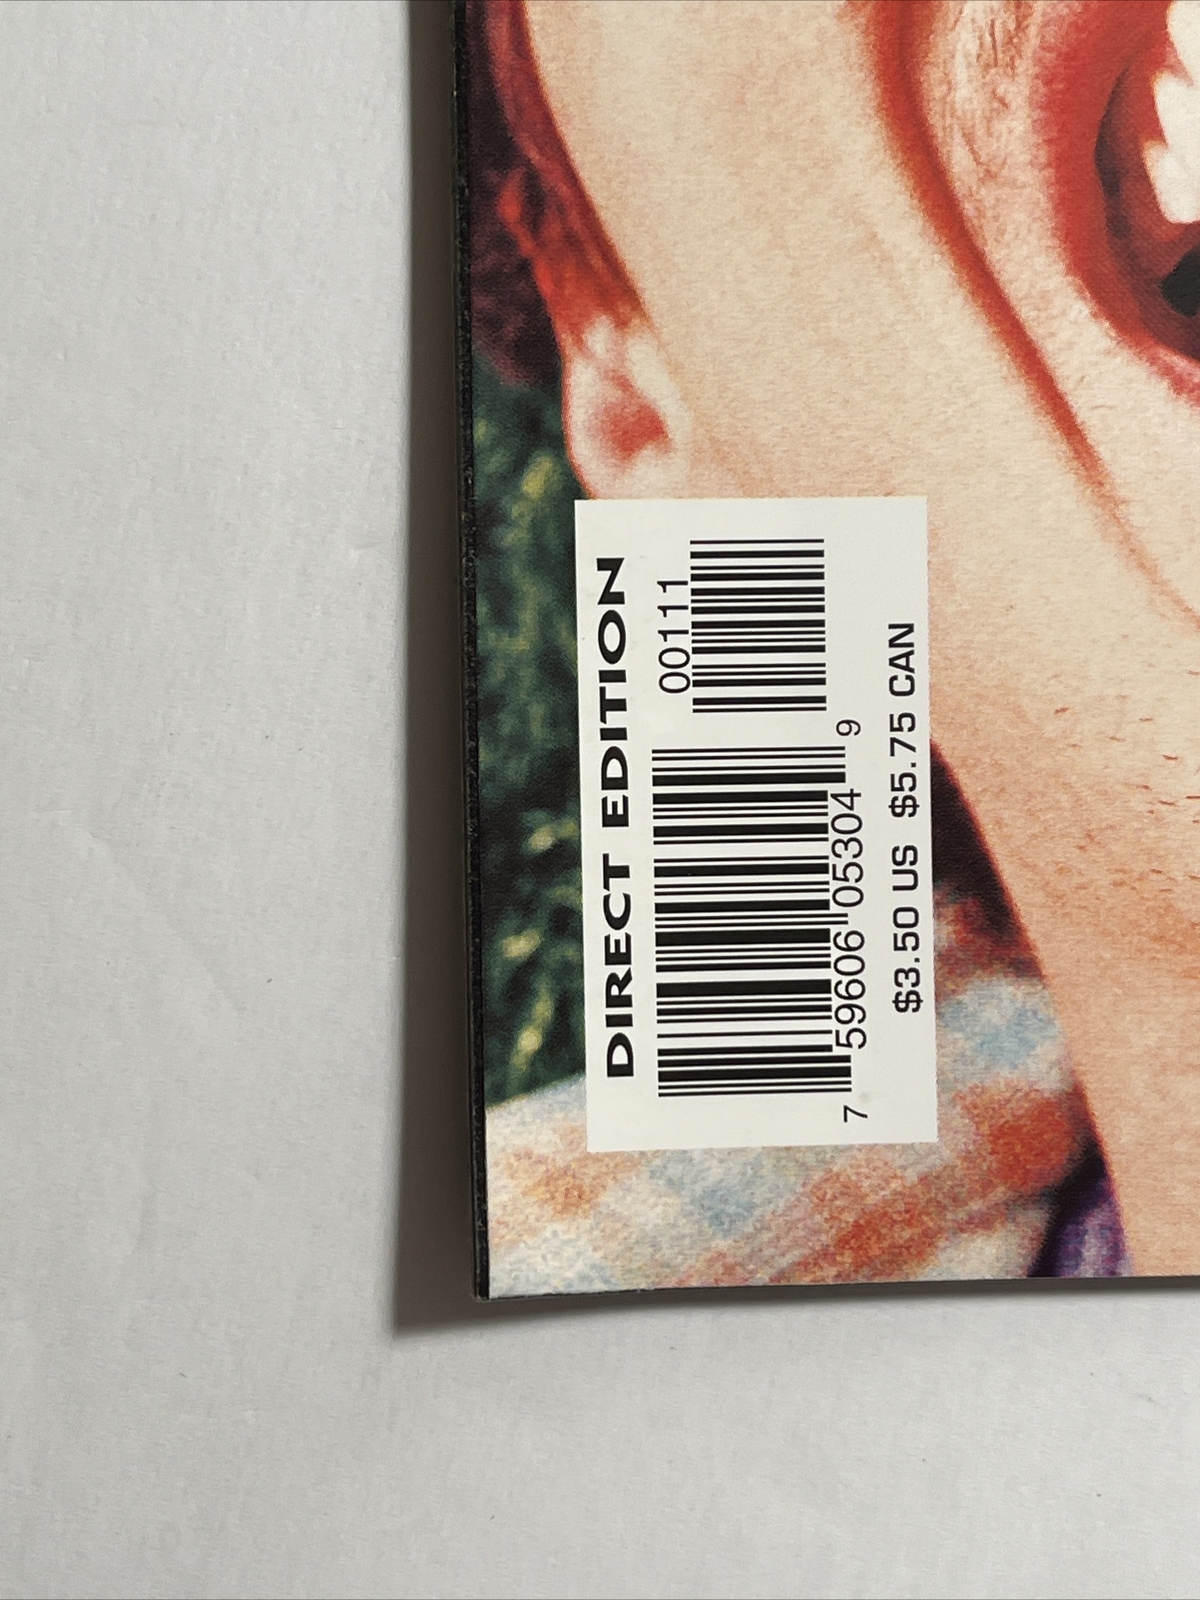 DIRECT EDITION
00111
7 59606 05304 9
$3.50 US $5.75 CAN